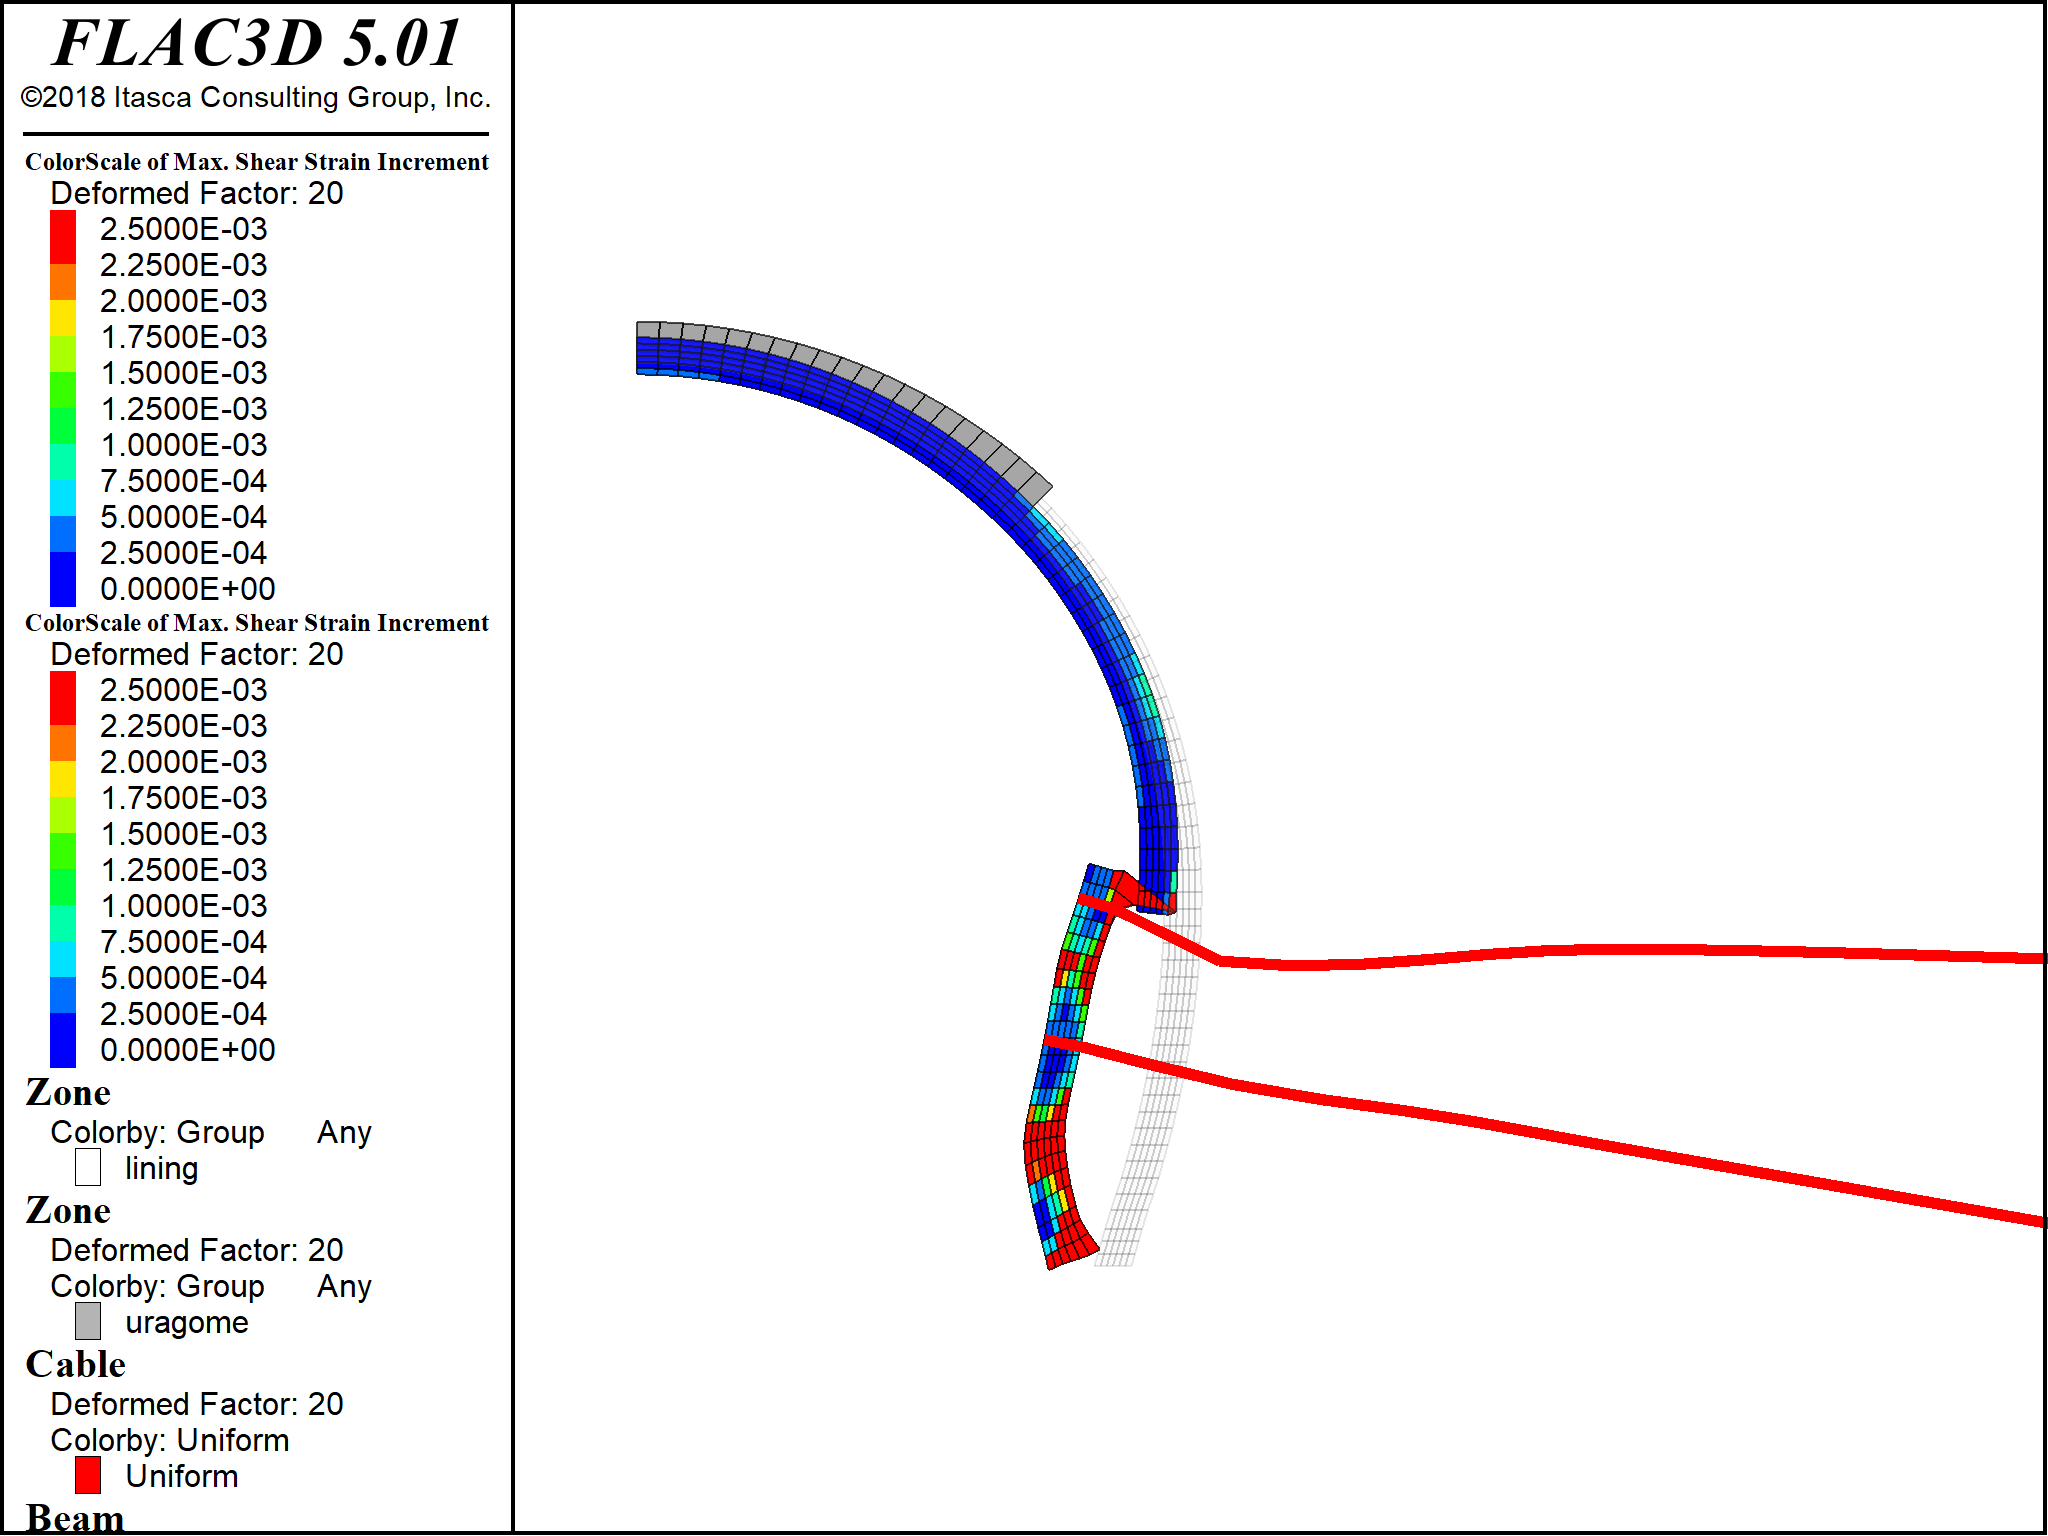 FLAC3D 5.01
©2018 Itasca Consulting Group, Inc.
ColorScale of Max. Shear Strain Increment
Deformed Factor: 20
2.5000E-03
2.2500E-03
2.0000E-03
1.7500E-03
1.5000E-03
1.2500E-03
1.0000E-03
7.5000E-04
5.0000E-04
2.5000E-04
0.0000E+00
ColorScale of Max. Shear Strain Increment
Deformed Factor: 20
2.5000E-03
2.2500E-03
2.0000E-03
1.7500E-03
1.5000E-03
1.2500E-03
1.0000E-03
7.5000E-04
5.0000E-04
2.5000E-04
0.0000E+00
Zone
Colorby: Group Any
lining
Zone
Deformed Factor: 20
Colorby: Group Any
uragome
Cable
Deformed Factor: 20
Colorby: Uniform
Uniform
Beam